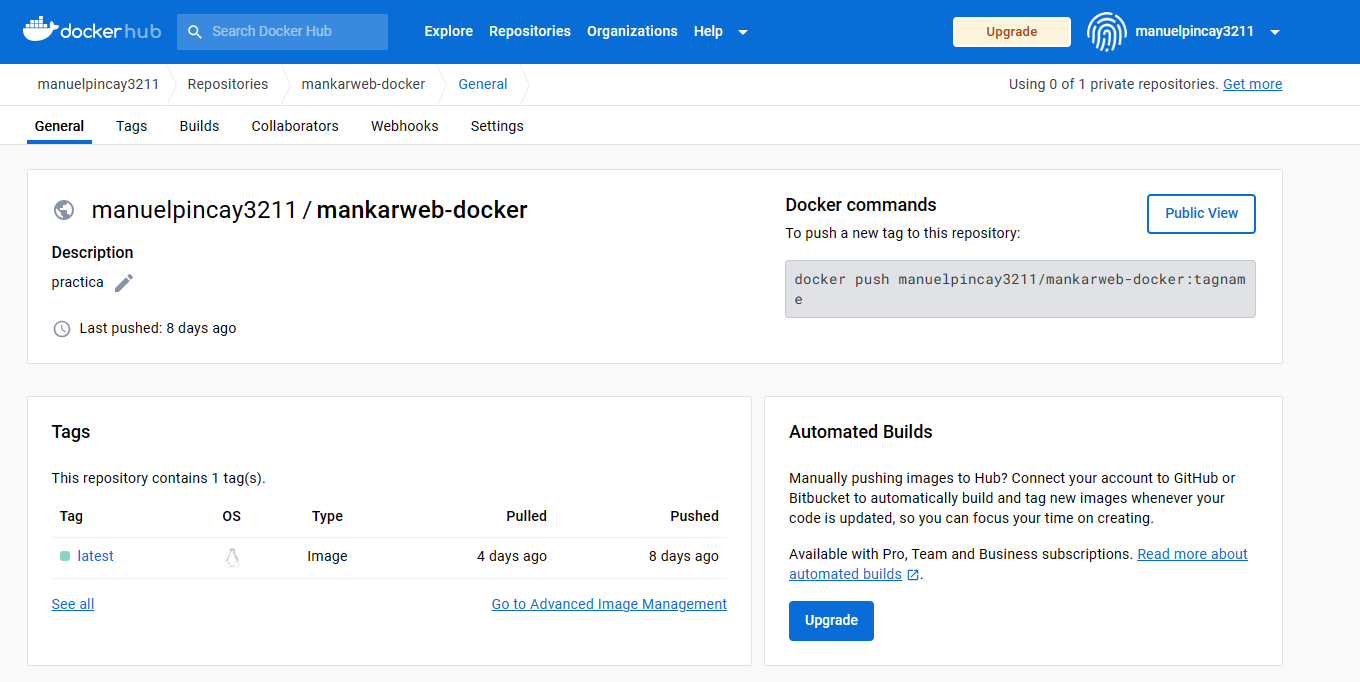 dockerhub Search Docker Hub Explore Repositories Organizations Help Upgrade manuelpincay3211
manuelpincay3211 Repositories mankarweb-docker General Using 0 of 1 private repositories. Get more
General Tags Builds Collaborators Webhooks Settings
manuelpincay3211 / mankarweb-docker
Description
practica
Last pushed: 8 days ago
Docker commands
Public View
To push a new tag to this repository:
docker push manuelpincay3211/mankarweb-docker:tagnam
e
Tags
This repository contains 1 tag(s).
Tag OS Type Pulled Pushed
latest Image 4 days ago 8 days ago
See all Go to Advanced Image Management
Automated Builds
Manually pushing images to Hub? Connect your account to GitHub or
Bitbucket to automatically build and tag new images whenever your
code is updated, so you can focus your time on creating.
Available with Pro, Team and Business subscriptions. Read more about
automated builds .
Upgrade